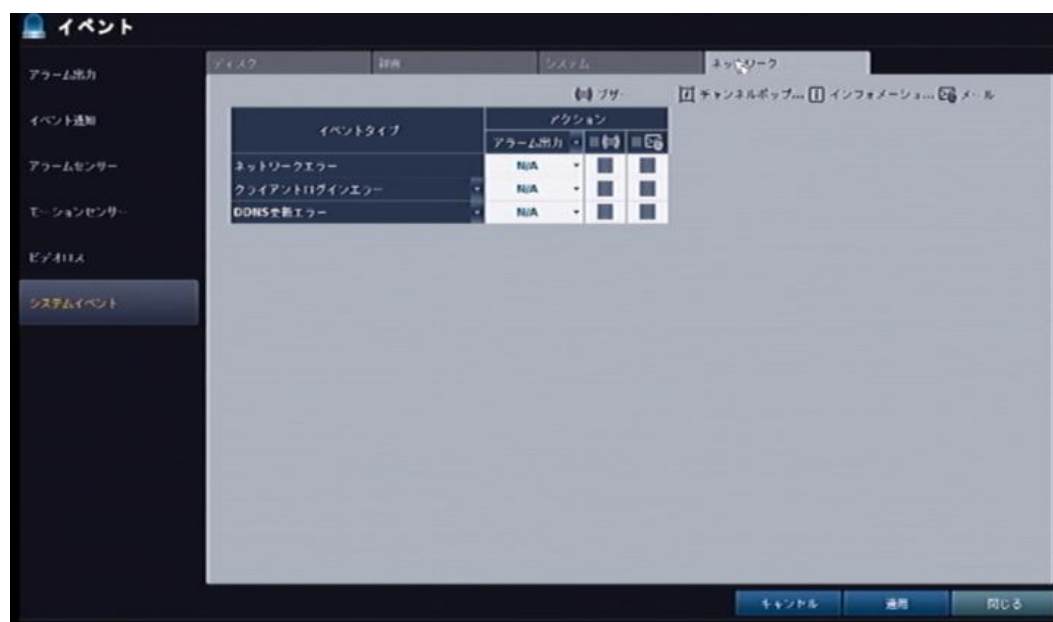 イベント
アラーム出力
イベント通知
アラームセンサー
モーションセンサー
ビデオロス
システムイベント
ディスク
録画
システム
ネットワーク
ブザー
チャンネルポップ...
インフォメーショ...
メール
イベントタイプ
アクション
アラーム出力
ネットワークエラー
N/A
クライアントログインエラー
N/A
DDNS更新エラー
N/A
キャンセル
適用
閉じる